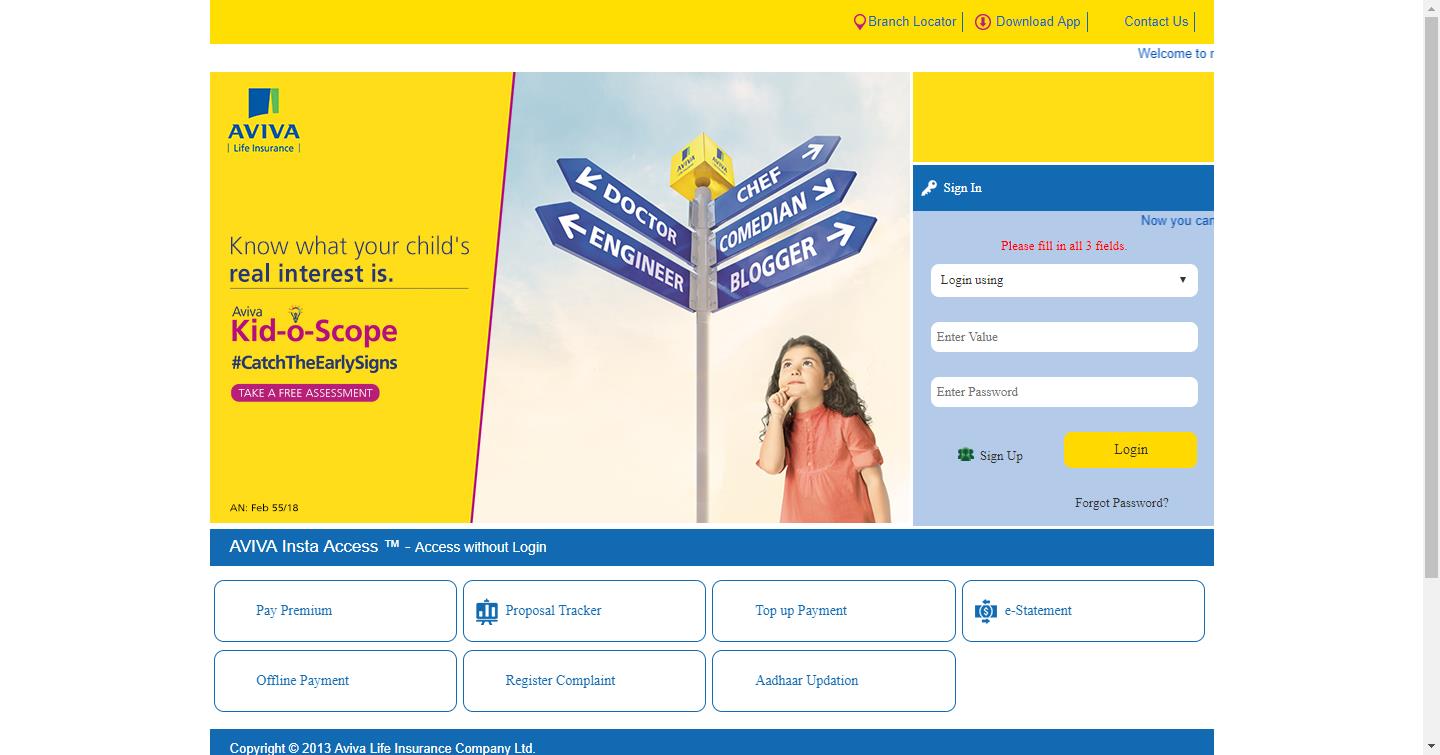 Branch Locator
Download App
Contact Us
Welcome to
AVIVA
Life Insurance
Know what your child's
real interest is.
Aviva
Kid-o-Scope
#CatchTheEarlySigns
TAKE A FREE ASSESSMENT
AN: Feb 55/18
AVIVA
AVIVA
DOCTOR
ENGINEER
CHEF
COMEDIAN
BLOGGER
Sign In
Now you can
Please fill in all 3 fields.
Login using
Enter Value
Enter Password
Sign Up
Login
Forgot Password?
AVIVA Insta Access ™ - Access without Login
Pay Premium
Proposal Tracker
Top up Payment
e-Statement
Offline Payment
Register Complaint
Aadhaar Updation
Copyright © 2013 Aviva Life Insurance Company Ltd.